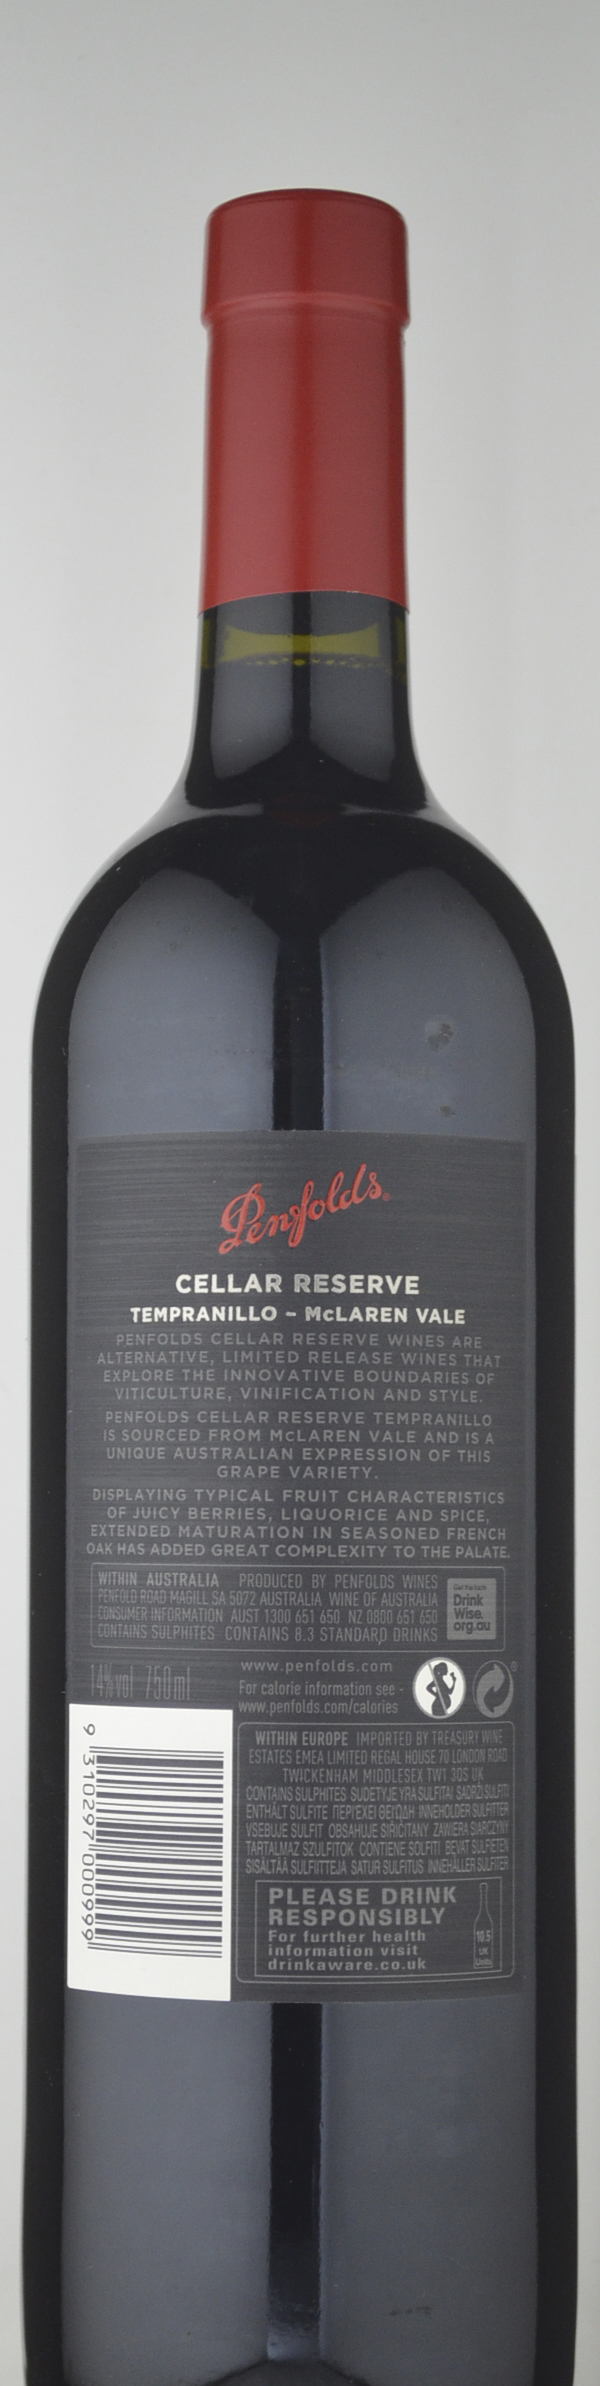 Penfolds®
CELLAR RESERVE
TEMPRANILLO – McLAREN VALE
PENFOLDS CELLAR RESERVE WINES ARE
ALTERNATIVE, LIMITED RELEASE WINES THAT
EXPLORE THE INNOVATIVE BOUNDARIES OF
VITICULTURE, VINIFICATION AND STYLE.
PENFOLDS CELLAR RESERVE TEMPRANILLO
IS SOURCED FROM McLAREN VALE AND IS A
UNIQUE AUSTRALIAN EXPRESSION OF THIS
GRAPE VARIETY.
DISPLAYING TYPICAL FRUIT CHARACTERISTICS
OF JUICY BERRIES, LIQUORICE AND SPICE,
EXTENDED MATURATION IN SEASONED FRENCH
OAK HAS ADDED GREAT COMPLEXITY TO THE PALATE.
WITHIN AUSTRALIA PRODUCED BY PENFOLDS WINES
PENFOLD ROAD MAGILL SA 5072 AUSTRALIA WINE OF AUSTRALIA
CONSUMER INFORMATION AUST 1300 651 650 NZ 0800 651 650
CONTAINS SULPHITES CONTAINS 8.3 STANDARD DRINKS
Get the facts
Drink
Wise.
org.au
14%vol 750ml
www.penfolds.com
For calorie information see -
www.penfolds.com/calories
®
9 310297 000999
WITHIN EUROPE IMPORTED BY TREASURY WINE
ESTATES EMEA LIMITED REGAL HOUSE 70 LONDON ROAD
TWICKENHAM MIDDLESEX TW1 3QS UK
CONTAINS SULPHITES SUDETYJE YRA SULFITAI SADRŽI SULFITI
ENTHÄLT SULFITE ΠΕΡΙΕΧΕΙ ΘΕΙΩΔΗ INNEHOLDER SULFITTER
VSEBUJE SULFIT OBSAHUJE SIŘIČITANY ZAWIERA SIARCZYNY
TARTALMAZ SZULFITOK CONTIENE SOLFITI BEVAT SULFIETEN
SISÄLTÄÄ SULFIITTEJA SATUR SULFITUS INNEHÅLLER SULFITER
PLEASE DRINK
RESPONSIBLY
For further health
information visit
drinkaware.co.uk
10.5
UK
Units